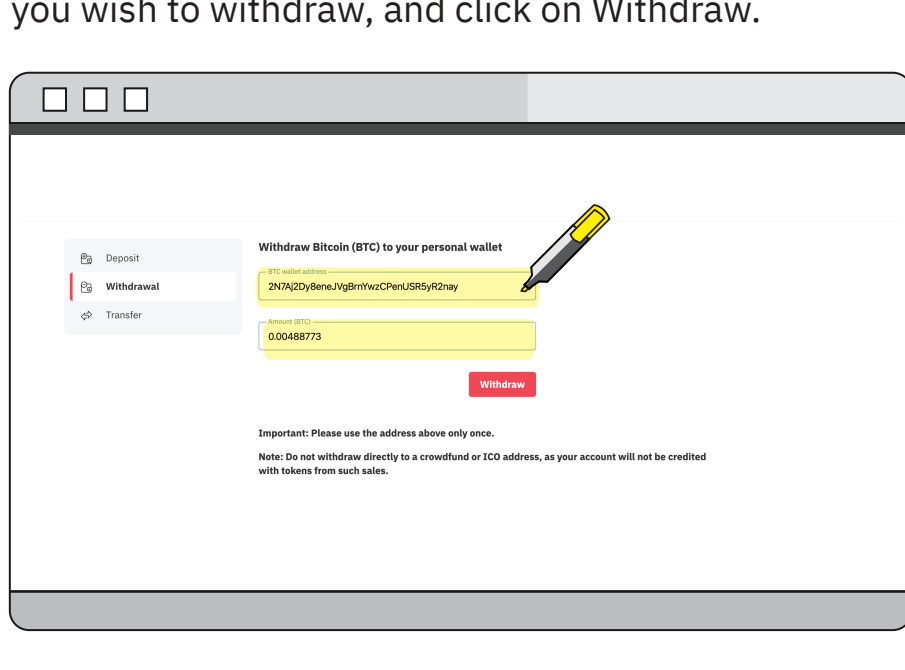 you wish to withdraw, and click on Withdraw.
Deposit
Withdrawal
Transfer
Withdraw Bitcoin (BTC) to your personal wallet
BTC wallet address
2N7Aj2Dy8eneJVgBrnYwzCPenUSR5yR2nay
Amount (BTC)
0.00488773
Withdraw
Important: Please use the address above only once.
Note: Do not withdraw directly to a crowdfund or ICO address, as your account will not be credited
with tokens from such sales.